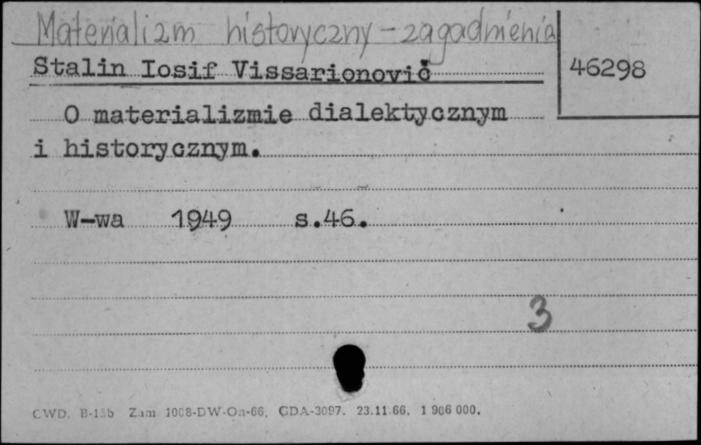 Materializm historyczny - zagadnienia
Stalin Iosif Vissarionovič
46298
O materializmie dialektycznym
i historycznym.
W-wa 1949 s.46.
3
CWD. B-15b Zam. 1008-DW-On-66. CDA-3097. 23.11.66. 1 906 000.